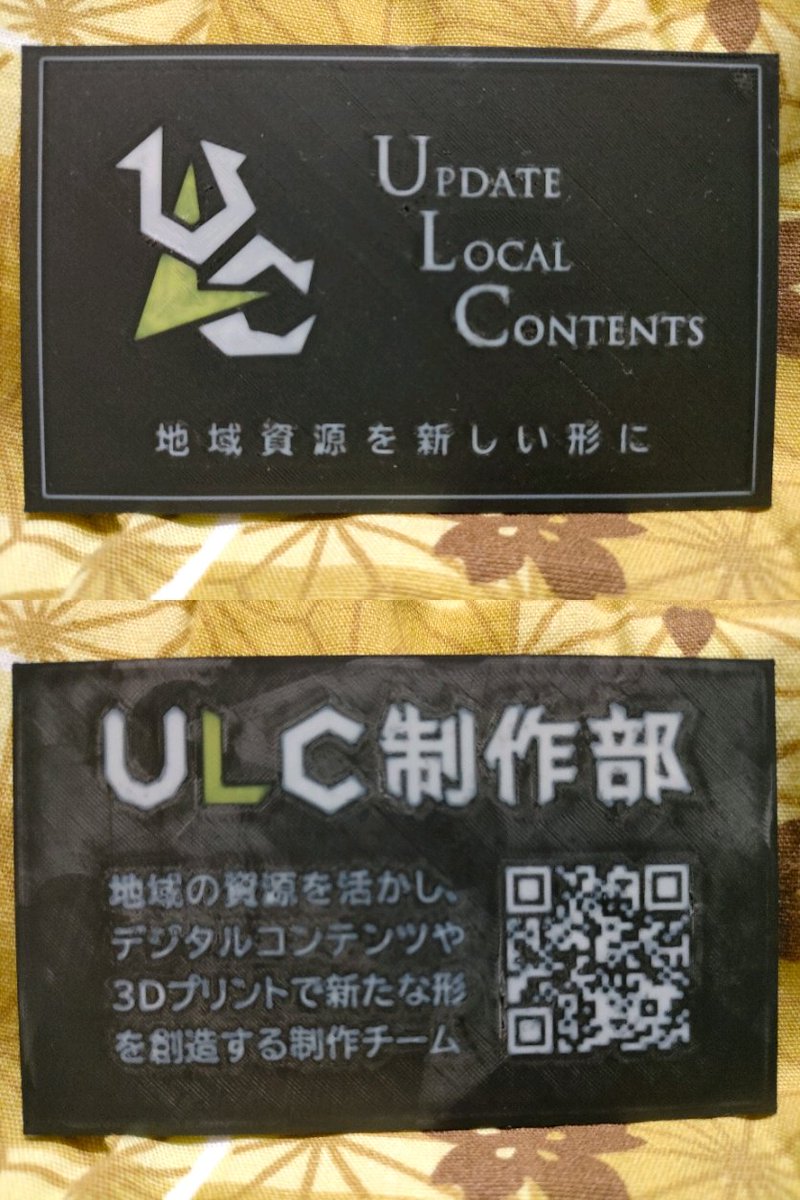 ULC
UPDATE
LOCAL
CONTENTS
地域資源を新しい形に
ULC制作部
地域の資源を活かし、
デジタルコンテンツや
3Dプリントで新たな形
を創造する制作チーム